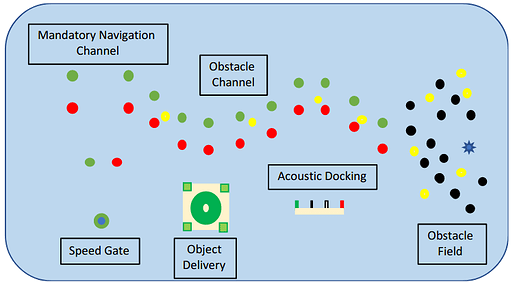 Mandatory Navigation
Channel
Obstacle
Channel
Acoustic Docking
Speed Gate
Object
Delivery
Obstacle
Field